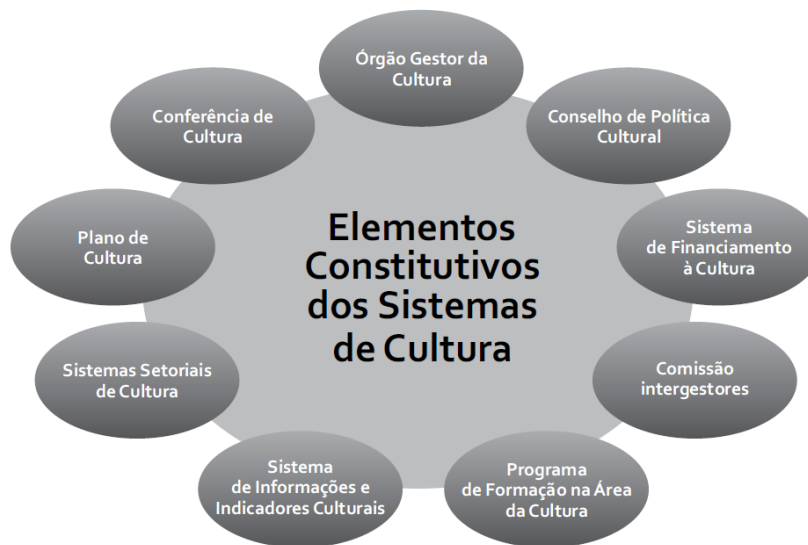 Órgão Gestor da
Cultura
Conferência de
Cultura
Conselho de Política
Cultural
Plano de
Cultura
Elementos
Constitutivos
dos Sistemas
de Cultura
Sistema
de Financiamento
à Cultura
Sistemas Setoriais
de Cultura
Comissão
intergestores
Sistema
de Informações e
Indicadores Culturais
Programa
de Formação na Área
da Cultura